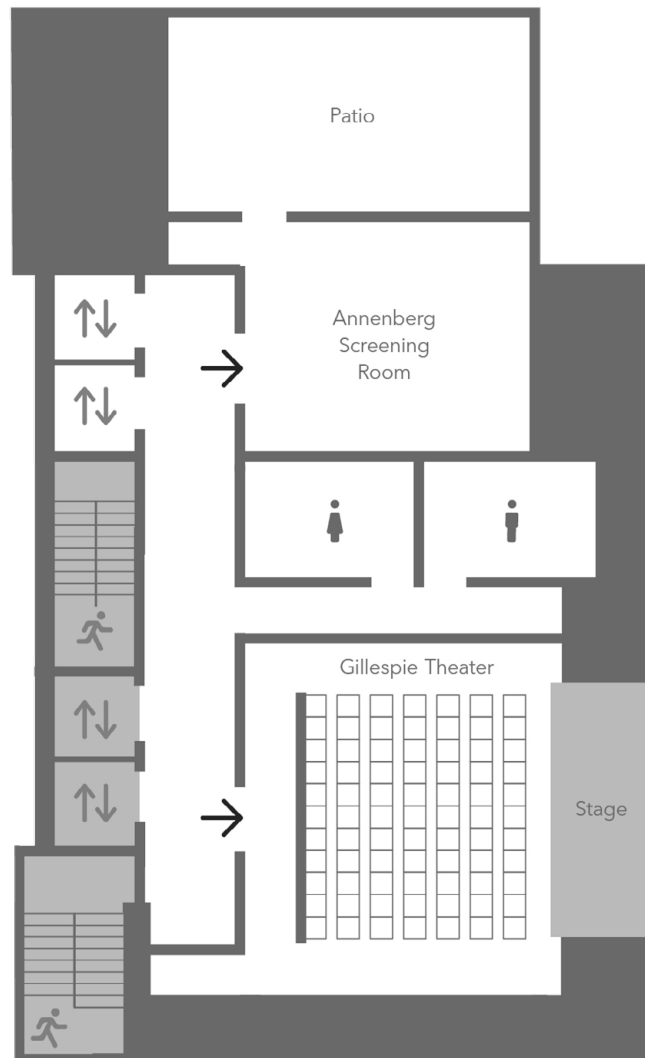 Patio
Annenberg
Screening
Room
Gillespie Theater
Stage